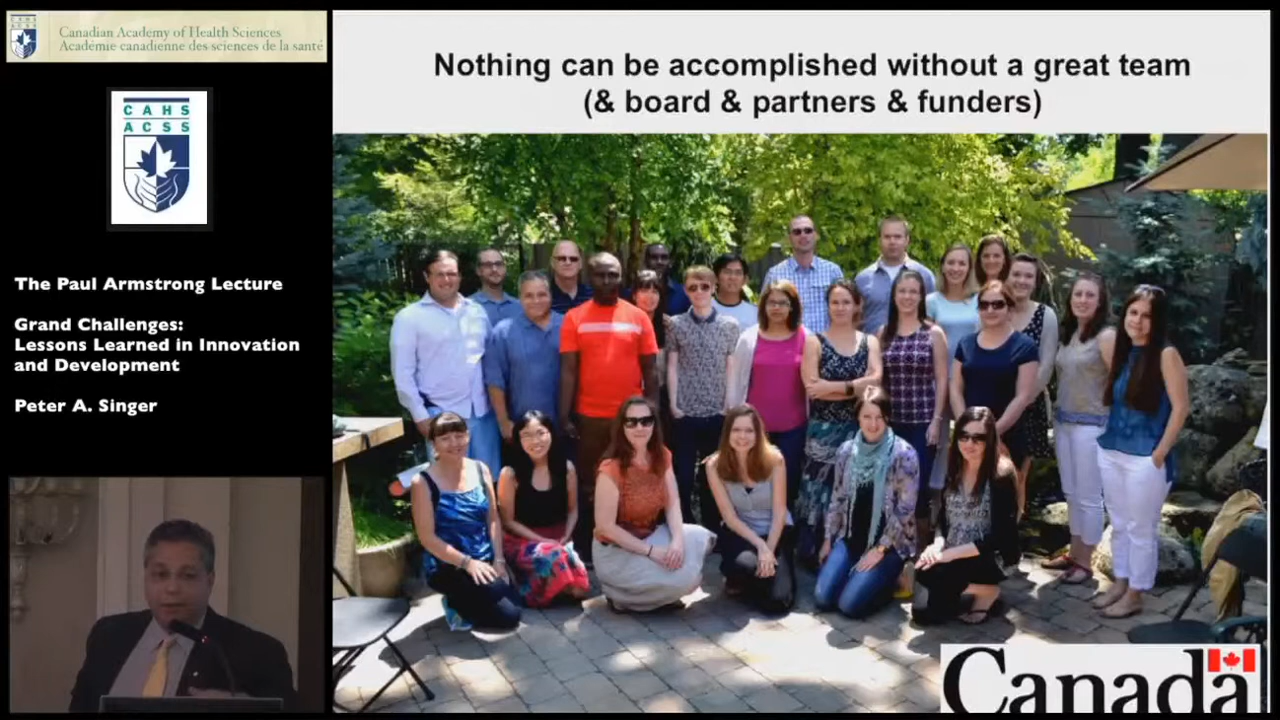 Canadian Academy of Health Sciences
Académie canadienne des sciences de la santé
CAHS
ACSS
The Paul Armstrong Lecture
Grand Challenges:
Lessons Learned in Innovation
and Development
Peter A. Singer
Nothing can be accomplished without a great team
(& board & partners & funders)
Canada